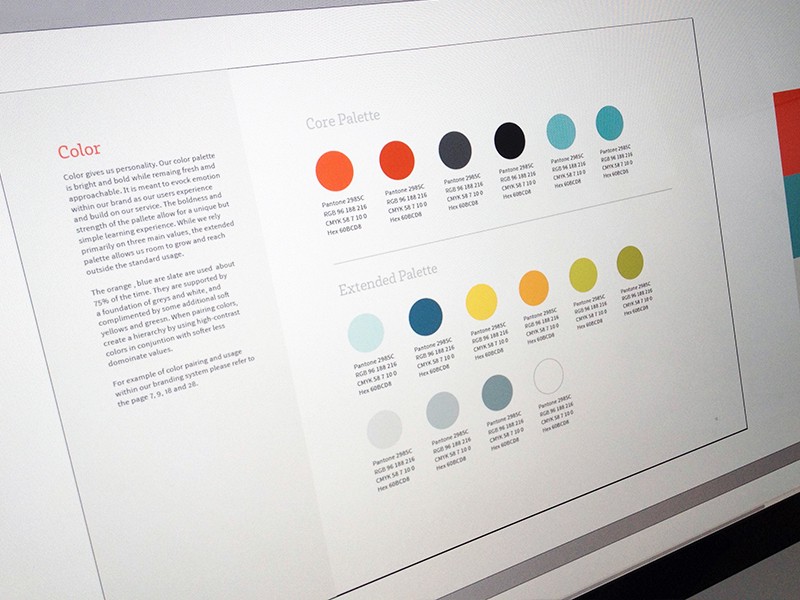 Color
Color gives us personality. Our color palette
is bright and bold while remaing fresh amd
approachable. It is meant to evock emotion
within our brand as our users experience
and build on our service. The boldness and
strength of the pallete allow for a unique but
simple learning experience. While we rely
primarily on three main values, the extended
palette allows us room to grow and reach
outside the standard usage.
The orange , blue are slate are used about
75% of the time. They are supported by
a foundation of greys and white, and
complimented by some additional soft
yellows and greesn. When pairing colors,
create a hierarchy by using high-contrast
colors in conjuntion with softer less
domoinate values.
For example of color pairing and usage
within our branding system please refer to
the page 7, 9, 18 and 28.
Core Palette
Pantone 2985C
RGB 96 188 216
CMYK 58 7 10 0
Hex 60BCD8
Pantone 2985C
RGB 96 188 216
CMYK 58 7 10 0
Hex 60BCD8
Pantone 2985C
RGB 96 188 216
CMYK 58 7 10 0
Hex 60BCD8
Pantone 2985C
RGB 96 188 216
CMYK 58 7 10 0
Hex 60BCD8
Pantone 2985C
RGB 96 188 216
CMYK 58 7 10 0
Hex 60BCD8
Pantone 2985C
RGB 96 188 216
CMYK 58 7 10 0
Hex 60BCD8
Extended Palette
Pantone 2985C
RGB 96 188 216
CMYK 58 7 10 0
Hex 60BCD8
Pantone 2985C
RGB 96 188 216
CMYK 58 7 10 0
Hex 60BCD8
Pantone 2985C
RGB 96 188 216
CMYK 58 7 10 0
Hex 60BCD8
Pantone 2985C
RGB 96 188 216
CMYK 58 7 10 0
Hex 60BCD8
Pantone 2985C
RGB 96 188 216
CMYK 58 7 10 0
Hex 60BCD8
Pantone 2985C
RGB 96 188 216
CMYK 58 7 10 0
Hex 60BCD8
Pantone 2985C
RGB 96 188 216
CMYK 58 7 10 0
Hex 60BCD8
Pantone 2985C
RGB 96 188 216
CMYK 58 7 10 0
Hex 60BCD8
Pantone 2985C
RGB 96 188 216
CMYK 58 7 10 0
Hex 60BCD8
Pantone 2985C
RGB 96 188 216
CMYK 58 7 10 0
Hex 60BCD8